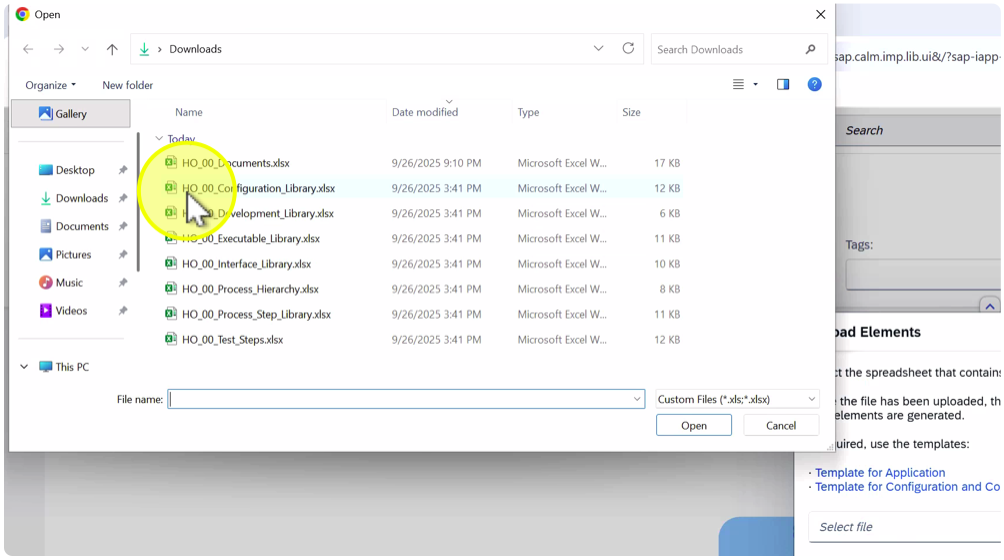 Open
Downloads
Search Downloads
sap.calm.imp.lib.ui&/?sap-iapp-
Organize
New folder
Gallery
Name
Date modified
Type
Size
Search
Today
Desktop
HO_00_Documents.xlsx 9/26/2025 9:10 PM Microsoft Excel W... 17 KB
Downloads
HO_00_Configuration_Library.xlsx 9/26/2025 3:41 PM Microsoft Excel W... 12 KB
Documents
HO_00_Development_Library.xlsx 9/26/2025 3:41 PM Microsoft Excel W... 6 KB
Pictures
HO_00_Executable_Library.xlsx 9/26/2025 3:41 PM Microsoft Excel W... 11 KB
Tags:
Music
HO_00_Interface_Library.xlsx 9/26/2025 3:41 PM Microsoft Excel W... 10 KB
Videos
HO_00_Process_Hierarchy.xlsx 9/26/2025 3:41 PM Microsoft Excel W... 8 KB
HO_00_Process_Step_Library.xlsx 9/26/2025 3:41 PM Microsoft Excel W... 11 KB
HO_00_Test_Steps.xlsx 9/26/2025 3:41 PM Microsoft Excel W... 12 KB
This PC
File name:
Custom Files (*.xls;*.xlsx)
Open
Cancel
oad Elements
ct the spreadsheet that contains
the file has been uploaded, th
elements are generated.
uired, use the templates:
· Template for Application
· Template for Configuration and Co
Select file